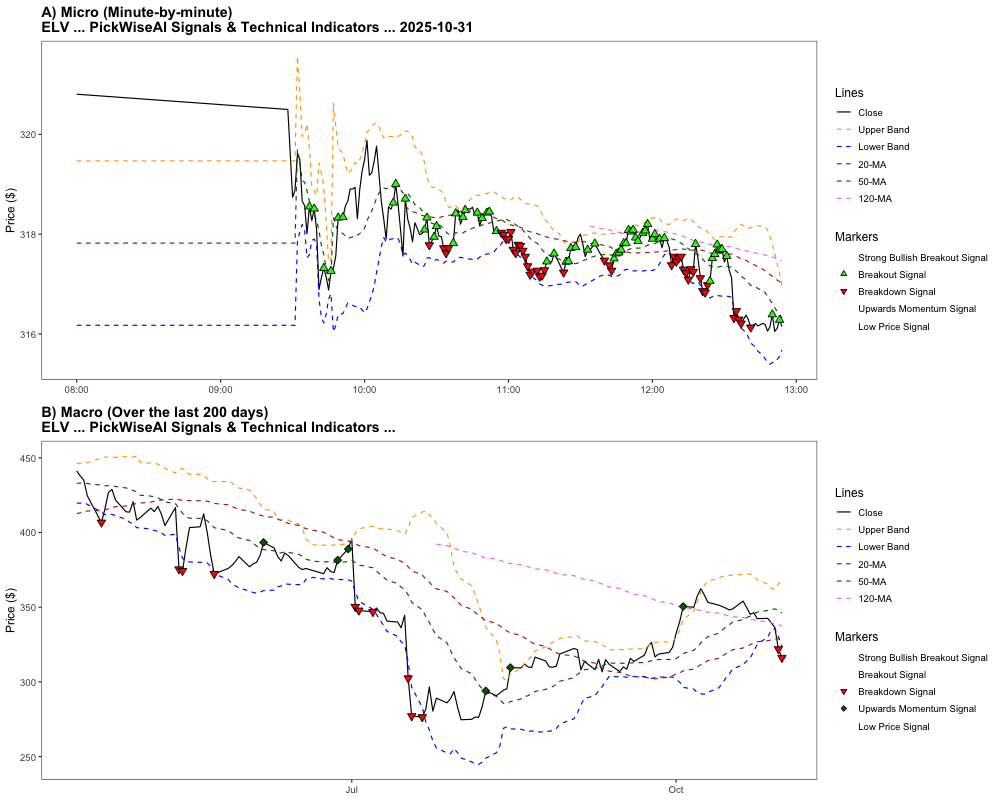 A) Micro (Minute-by-minute)
ELV ... PickWiseAI Signals & Technical Indicators ... 2025-10-31
Price ($)
320
318
316
08:00
09:00
10:00
11:00
12:00
13:00
Lines
Close
Upper Band
Lower Band
20-MA
50-MA
120-MA
Markers
Strong Bullish Breakout Signal
Breakout Signal
Breakdown Signal
Upwards Momentum Signal
Low Price Signal
B) Macro (Over the last 200 days)
ELV ... PickWiseAI Signals & Technical Indicators ...
Price ($)
450
400
350
300
250
Jul
Oct
Lines
Close
Upper Band
Lower Band
20-MA
50-MA
120-MA
Markers
Strong Bullish Breakout Signal
Breakout Signal
Breakdown Signal
Upwards Momentum Signal
Low Price Signal